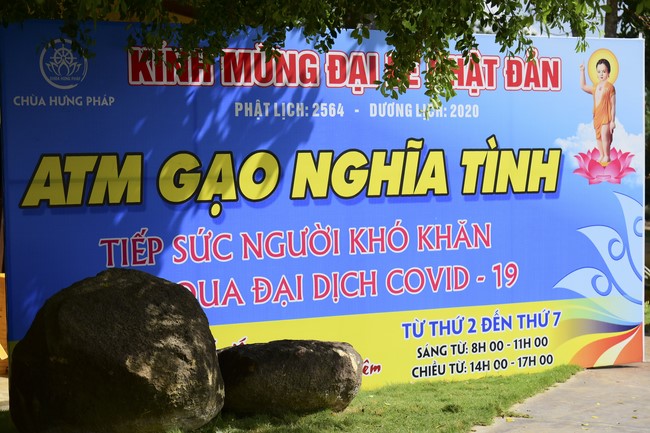 KÍNH MỪNG ĐẠI LỄ PHẬT ĐẢN
CHÙA HƯNG PHÁP
PHẬT LỊCH: 2564 - DƯƠNG LỊCH: 2020
ATM GẠO NGHĨA TÌNH
TIẾP SỨC NGƯỜI KHÓ KHĂN
QUA ĐẠI DỊCH COVID - 19
TỪ THỨ 2 ĐẾN THỨ 7
SÁNG TỪ: 8H 00 - 11H 00
CHIỀU TỪ: 14H 00 - 17H 00